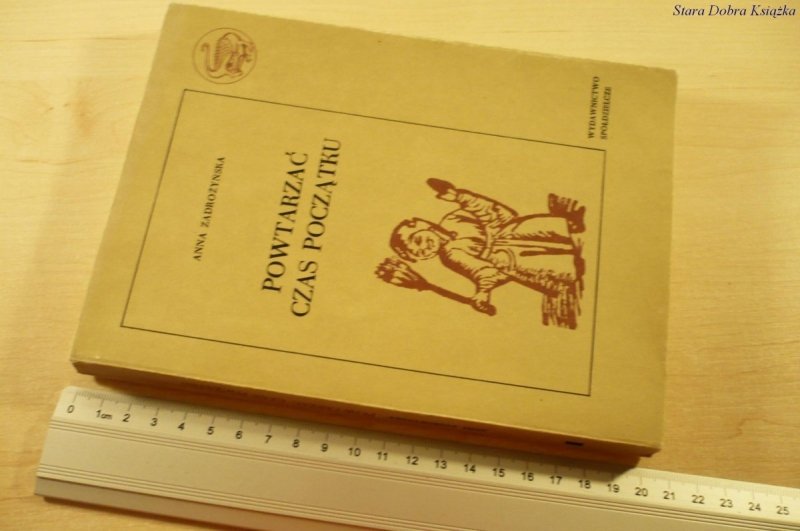 Stara Dobra Książka
ANNA ZADROŻYŃSKA
POWTARZAĆ
CZAS POCZĄTKU
WYDAWNICTWO
SPÓŁDZIELCZE
0 1cm 2 3 4 5 6 7 8 9 10 11 12 13 14 15 16 17 18 19 20 21 22 23 24 25